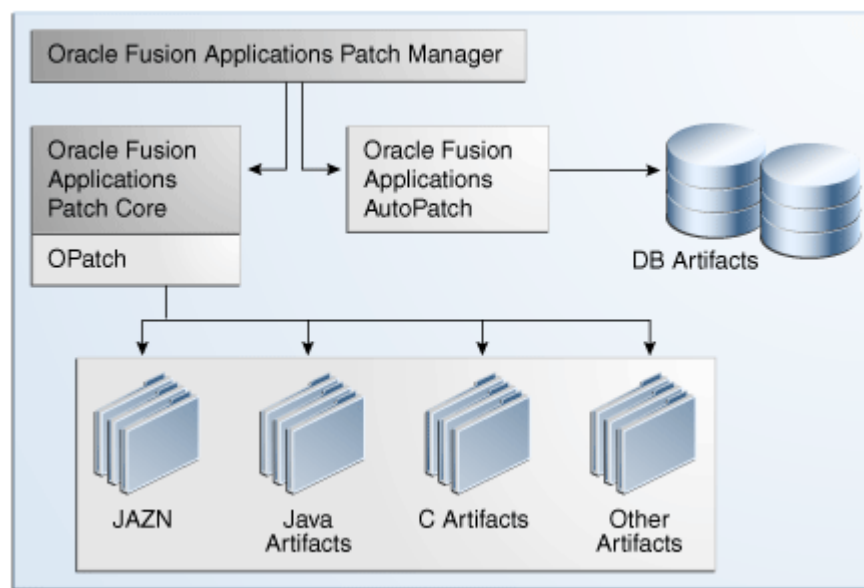 Oracle Fusion Applications Patch Manager
Oracle Fusion
Applications
Patch Core
OPatch
Oracle Fusion
Applications
AutoPatch
DB Artifacts
JAZN
Java
Artifacts
C Artifacts
Other
Artifacts